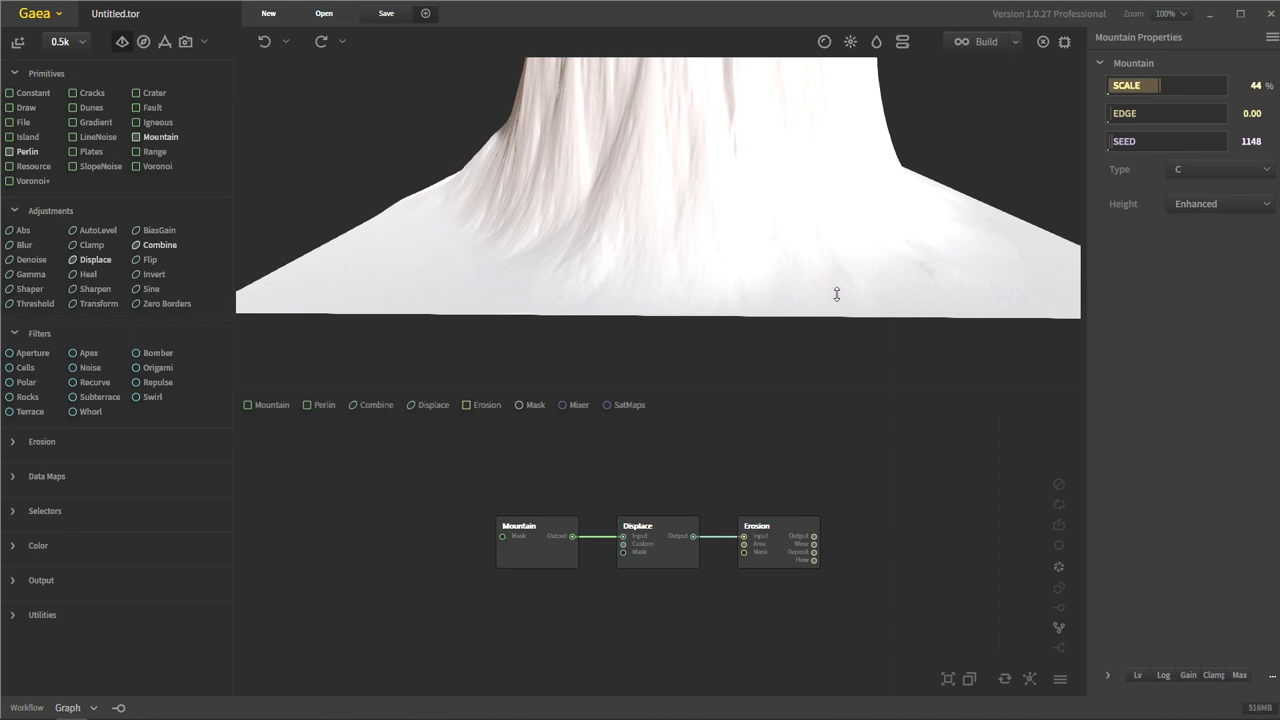 Gaea Untitled.tor New Open Save Version 1.0.27 Professional Zoom 100%
0.5k Build Mountain Properties
Primitives
Constant Cracks Crater
Draw Dunes Fault
File Gradient Igneous
Island LineNoise Mountain
Perlin Plates Range
Resource SlopeNoise Voronoi
Voronoi+
Adjustments
Abs AutoLevel BiasGain
Blur Clamp Combine
Denoise Displace Flip
Gamma Heal Invert
Shaper Sharpen Sine
Threshold Transform Zero Borders
Filters
Aperture Apex Bomber
Cells Noise Origami
Polar Recurve Repulse
Rocks Subterrace Swirl
Terrace Whorl
Erosion
Data Maps
Selectors
Color
Output
Utilities
Mountain Perlin Combine Displace Erosion Mask Mixer SatMaps
Mountain
Mask Output
Displace
Input Output
Custom
Mask
Erosion
Input Output
Area Wear
Mask Deposit
Flow
Mountain
SCALE 44 %
EDGE 0.00
SEED 1148
Type C
Height Enhanced
Lv Log Gain Clamp Max ...
Workflow Graph 516MB